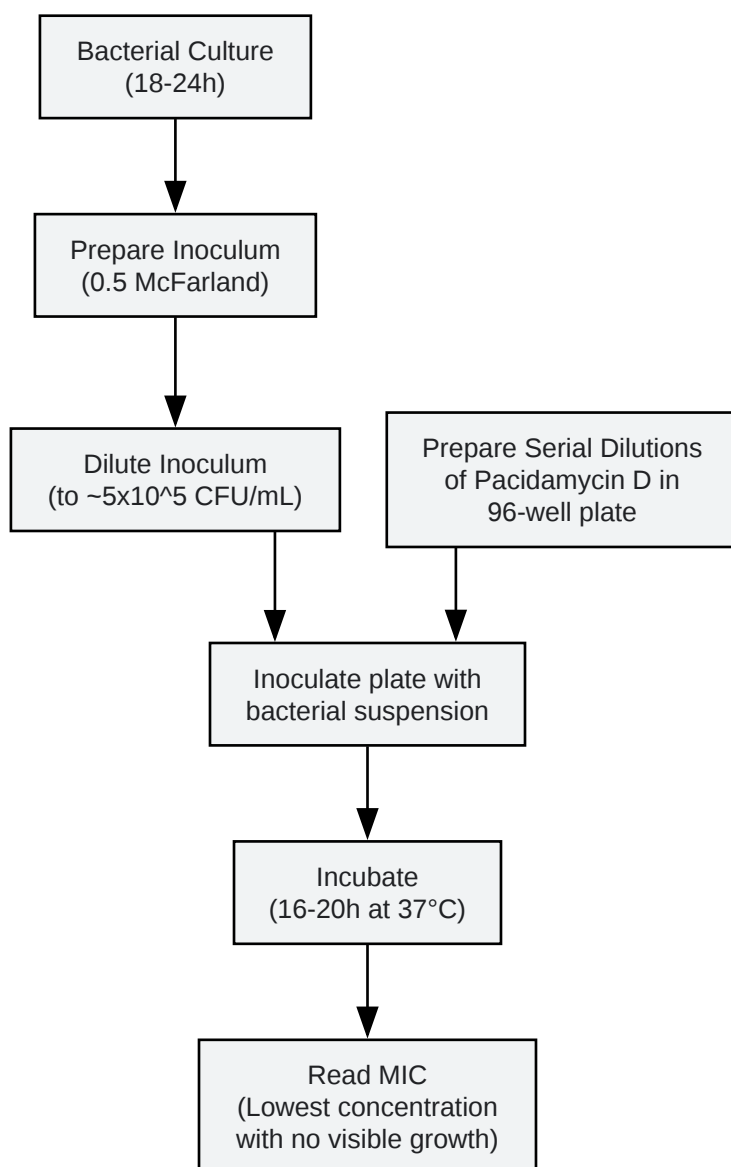 Bacterial Culture
(18-24h)
Prepare Inoculum
(0.5 McFarland)
Dilute Inoculum
(to ~5x10^5 CFU/mL)
Prepare Serial Dilutions
of Pacidamycin D in
96-well plate
Inoculate plate with
bacterial suspension
Incubate
(16-20h at 37°C)
Read MIC
(Lowest concentration
with no visible growth)